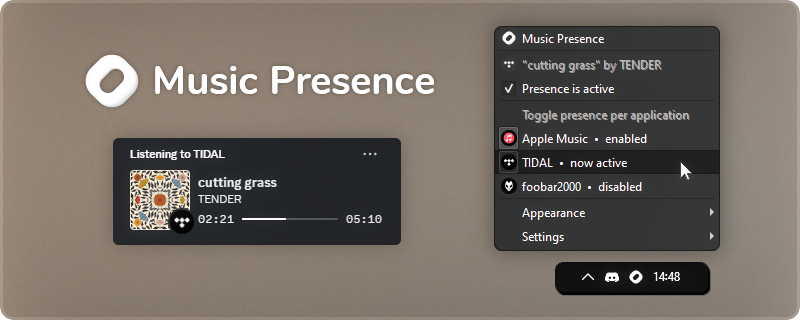 Music Presence
Listening to TIDAL
cutting grass
TENDER
02:21
05:10
Music Presence
"cutting grass" by TENDER
Presence is active
Toggle presence per application
Apple Music • enabled
TIDAL • now active
foobar2000 • disabled
Appearance
Settings
14:48